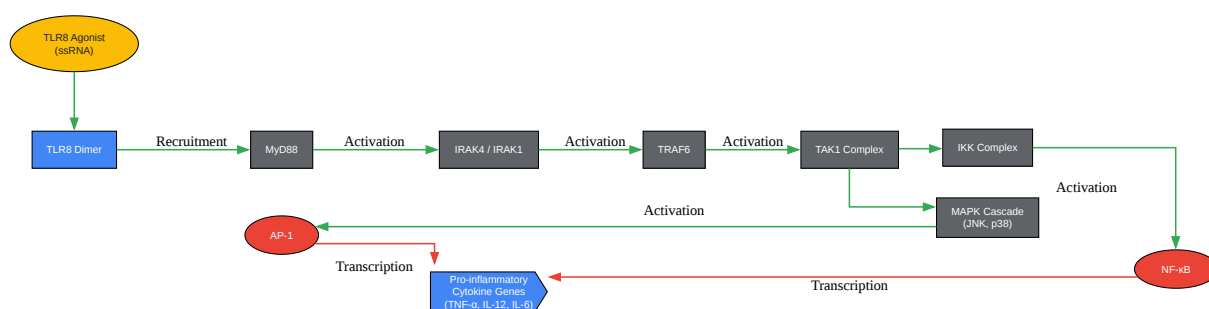 TLR8 Agonist
(ssRNA)
TLR8 Dimer
Recruitment
MyD88
Activation
IRAK4 / IRAK1
Activation
TRAF6
Activation
TAK1 Complex
IKK Complex
Activation
MAPK Cascade
(JNK, p38)
Activation
AP-1
Transcription
Pro-inflammatory
Cytokine Genes
(TNF-α, IL-12, IL-6)
Transcription
NF-κB